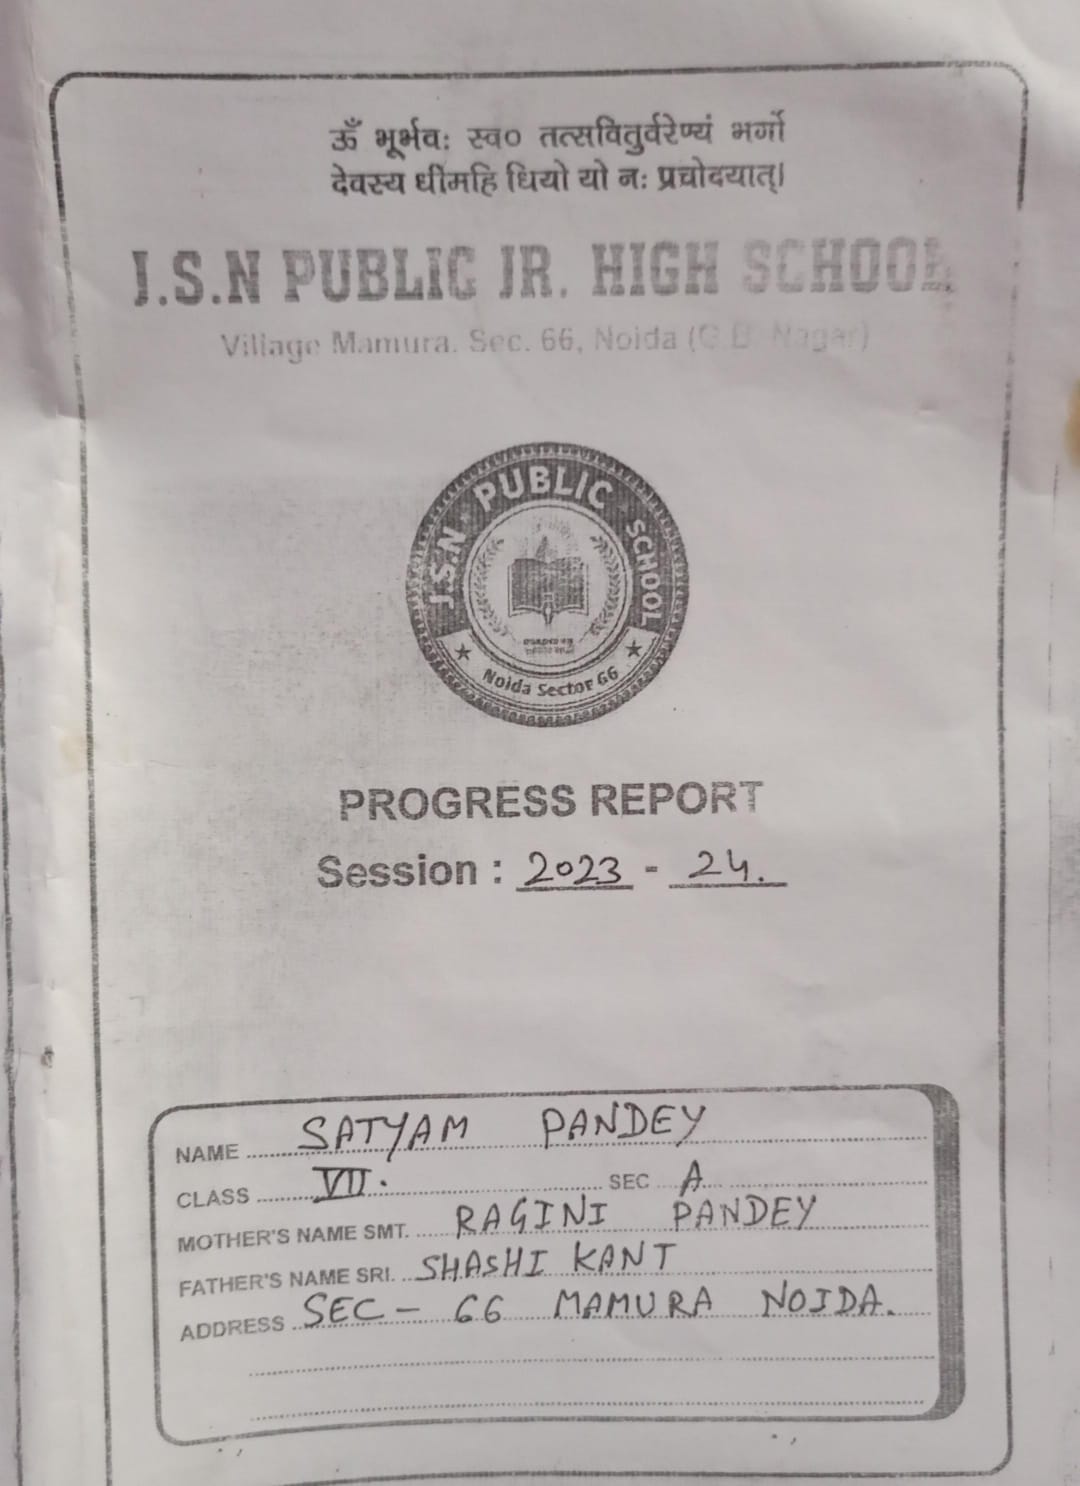 ॐ भूर्भवः स्व० तत्सवितुर्वरेण्यं भर्गो
देवस्य धीमहि धियो यो नः प्रचोदयात्।
J.S.N PUBLIC JR. HIGH SCHOOL
Village Mamura. Sec. 66, Noida (G.B. Nagar)
J.S.N PUBLIC SCHOOL
Noida Sector 66
PROGRESS REPORT
Session : 2023 - 24.
NAME SATYAM PANDEY
CLASS VII. SEC A
MOTHER'S NAME SMT. RAGINI PANDEY
FATHER'S NAME SRI. SHASHI KANT
ADDRESS SEC - 66 MAMURA NOIDA.